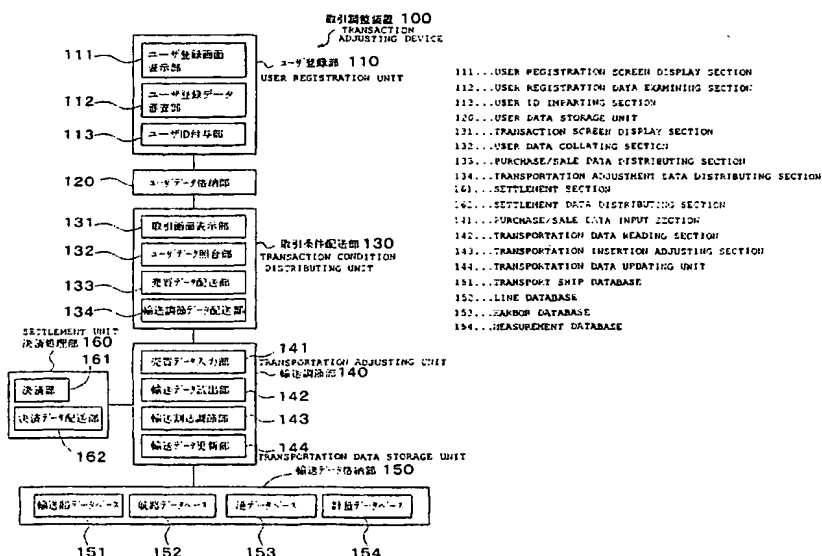 取引調整装置 100
TRANSACTION
ADJUSTING DEVICE
111
ユーザ登録画面
表示部
ユーザ登録部 110
USER REGISTRATION UNIT
112
ユーザ登録データ
審査部
113
ユーザID付与部
120
ユーザデータ格納部
131
取引画面表示部
取引条件配送部 130
TRANSACTION CONDITION
DISTRIBUTING UNIT
132
ユーザデータ照合部
133
売買データ配送部
134
輸送調節データ配送部
SETTLEMENT UNIT
決済処理部
160
161
決済部
決済データ配送部
162
売買データ入力部
141
TRANSPORTATION ADJUSTING UNIT
輸送調節部 140
輸送データ読出部
142
輸送割込調節部
143
輸送データ更新部
144
TRANSPORTATION DATA STORAGE UNIT
輸送データ格納部 150
輸送船データベース
航路データベース
港データベース
計量データベース
151
152
153
154
111...USER REGISTRATION SCREEN DISPLAY SECTION
112...USER REGISTRATION DATA EXAMINING SECTION
113...USER ID IMPARTING SECTION
120...USER DATA STORAGE UNIT
131...TRANSACTION SCREEN DISPLAY SECTION
132...USER DATA COLLATING SECTION
133...PURCHASE/SALE DATA DISTRIBUTING SECTION
134...TRANSPORTATION ADJUSTMENT DATA DISTRIBUTING SECTION
161...SETTLEMENT SECTION
162...SETTLEMENT DATA DISTRIBUTING SECTION
141...PURCHASE/SALE DATA INPUT SECTION
142...TRANSPORTATION DATA READING SECTION
143...TRANSPORTATION INSERTION ADJUSTING SECTION
144...TRANSPORTATION DATA UPDATING UNIT
151...TRANSPORT SHIP DATABASE
152...LINE DATABASE
153...HARBOR DATABASE
154...MEASUREMENT DATABASE